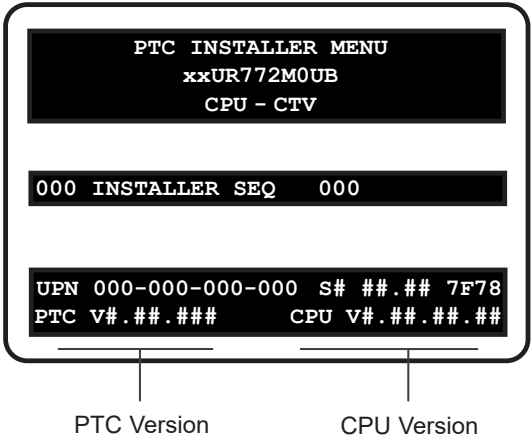 PTC INSTALLER MENU
xxUR772M0UB
CPU – CTV
000 INSTALLER SEQ 000
UPN 000-000-000-000 S# ##.## 7F78
PTC V#.##.### CPU V#.##.##.##
PTC Version CPU Version